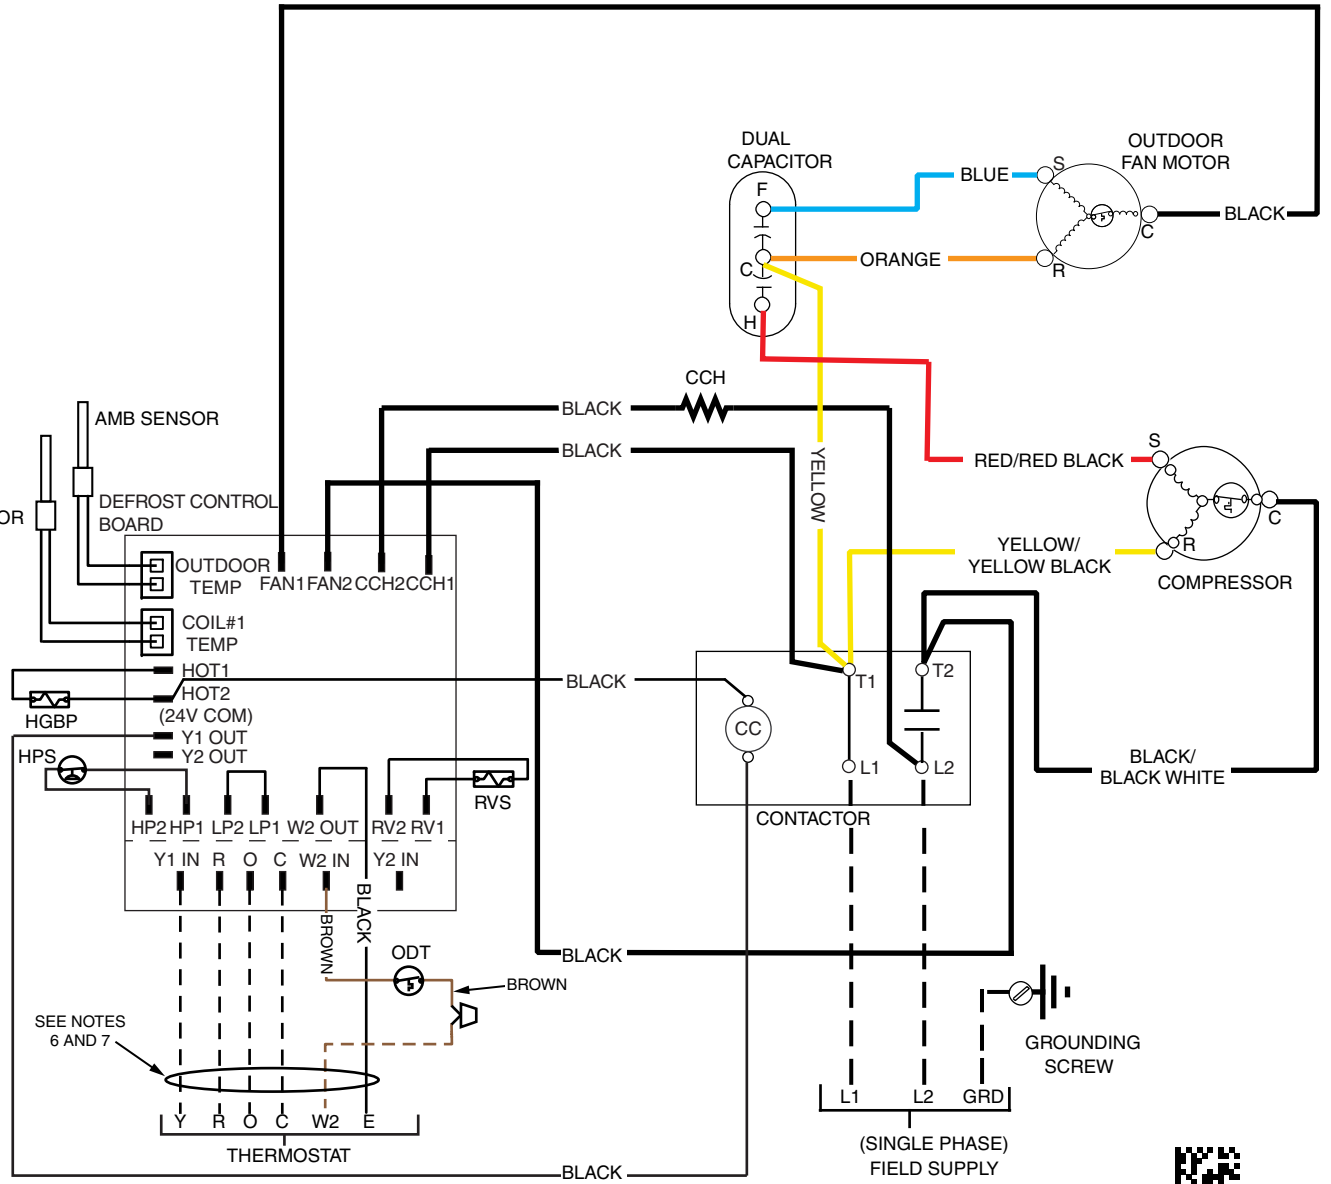 DUAL
CAPACITOR
F
C
H
BLUE
ORANGE
OUTDOOR
FAN MOTOR
S
C
R
BLACK
CCH
BLACK
BLACK
YELLOW
RED/RED BLACK
S
C
R
YELLOW/
YELLOW BLACK
COMPRESSOR
AMB SENSOR
OR
DEFROST CONTROL
BOARD
OUTDOOR
TEMP
FAN1 FAN2 CCH2 CCH1
COIL#1
TEMP
HOT1
HOT2
(24V COM)
HGBP
Y1 OUT
Y2 OUT
HPS
BLACK
CC
T1
T2
L1
L2
CONTACTOR
BLACK/
BLACK WHITE
RVS
HP2 HP1 LP2 LP1 W2 OUT RV2 RV1
Y1 IN R O C W2 IN Y2 IN
BROWN
BLACK
ODT
BROWN
BLACK
SEE NOTES
6 AND 7
GROUNDING
SCREW
Y R O C W2 E
THERMOSTAT
L1 L2 GRD
(SINGLE PHASE)
FIELD SUPPLY
BLACK